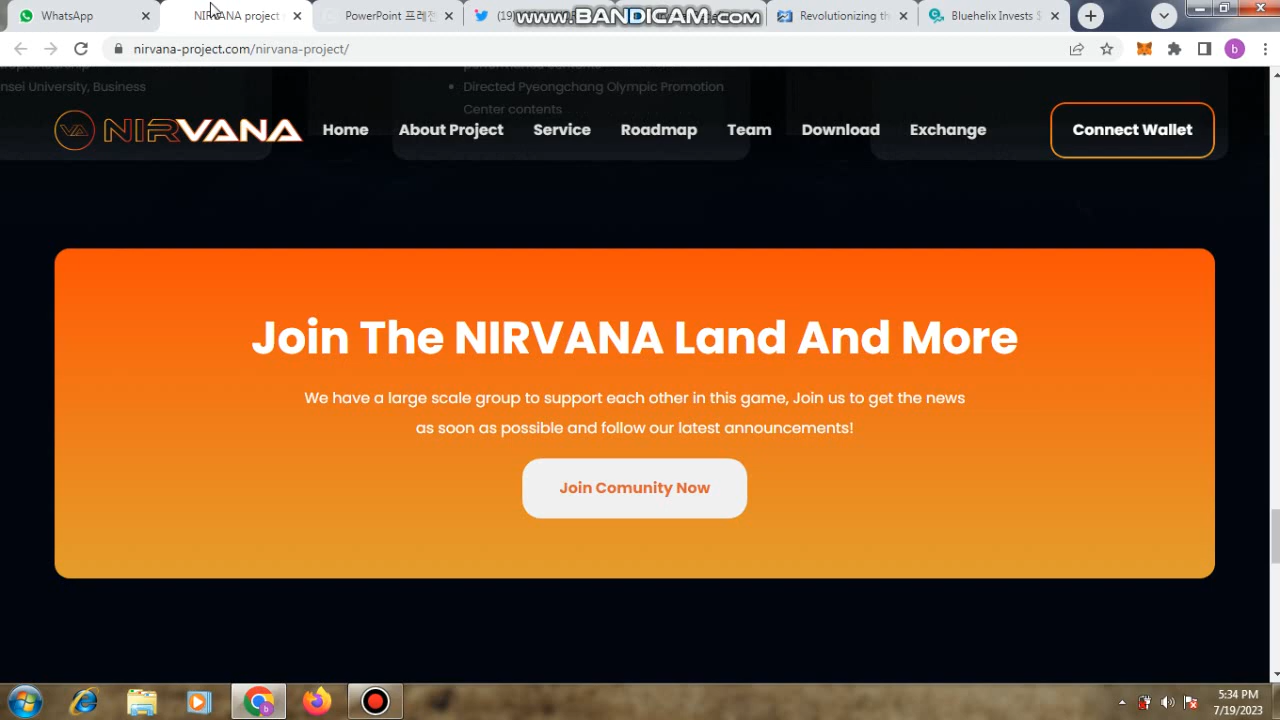 WhatsApp
NIRVANA project
PowerPoint 프레젠
(19)
WWW.BANDICAM.COM
Revolutionizing th
Bluehelix Invests $
nirvana-project.com/nirvana-project/
b
nsei University, Business
Directed Pyeongchang Olympic Promotion
Center contents
VA NIRVANA
Home
About Project
Service
Roadmap
Team
Download
Exchange
Connect Wallet
Join The NIRVANA Land And More
We have a large scale group to support each other in this game, Join us to get the news
as soon as possible and follow our latest announcements!
Join Comunity Now
5:34 PM
7/19/2023